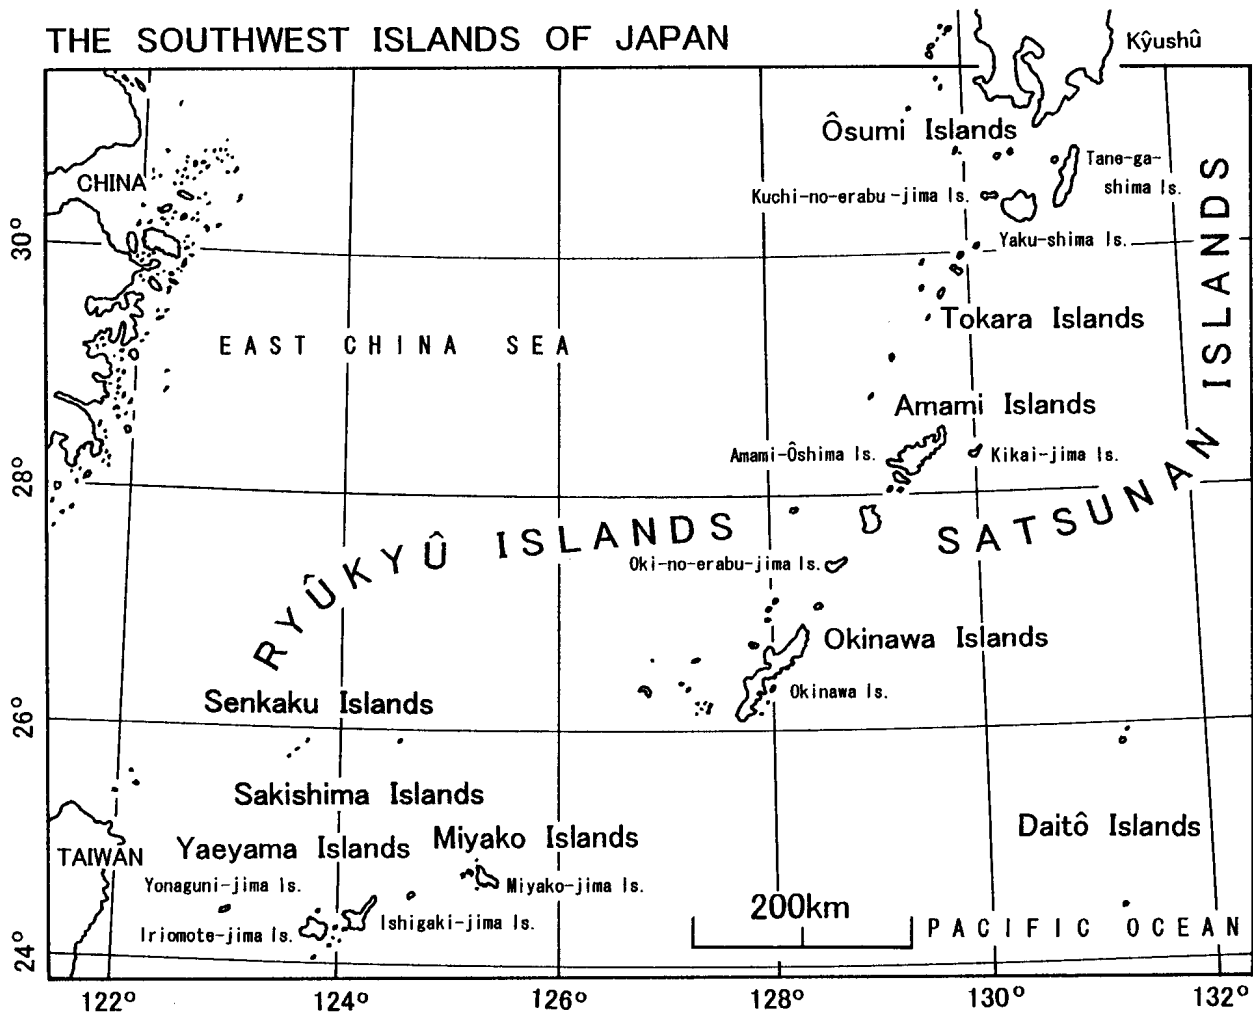 THE SOUTHWEST ISLANDS OF JAPAN
Kŷushû
Ôsumi Islands
CHINA
Tane-ga-
shima Is.
Kuchi-no-erabu-jima Is.
Yaku-shima Is.
30°
Tokara Islands
EAST CHINA SEA
Amami Islands
Amami-Ôshima Is.
Kikai-jima Is.
28°
SATSUNAN ISLANDS
RYÛKYÛ ISLANDS
Oki-no-erabu-jima Is.
Okinawa Islands
Okinawa Is.
Senkaku Islands
26°
Sakishima Islands
Daitô Islands
Yaeyama Islands
Miyako Islands
TAIWAN
Yonaguni-jima Is.
Miyako-jima Is.
200km
Ishigaki-jima Is.
Iriomote-jima Is.
PACIFIC OCEAN
24°
122° 124° 126° 128° 130° 132°